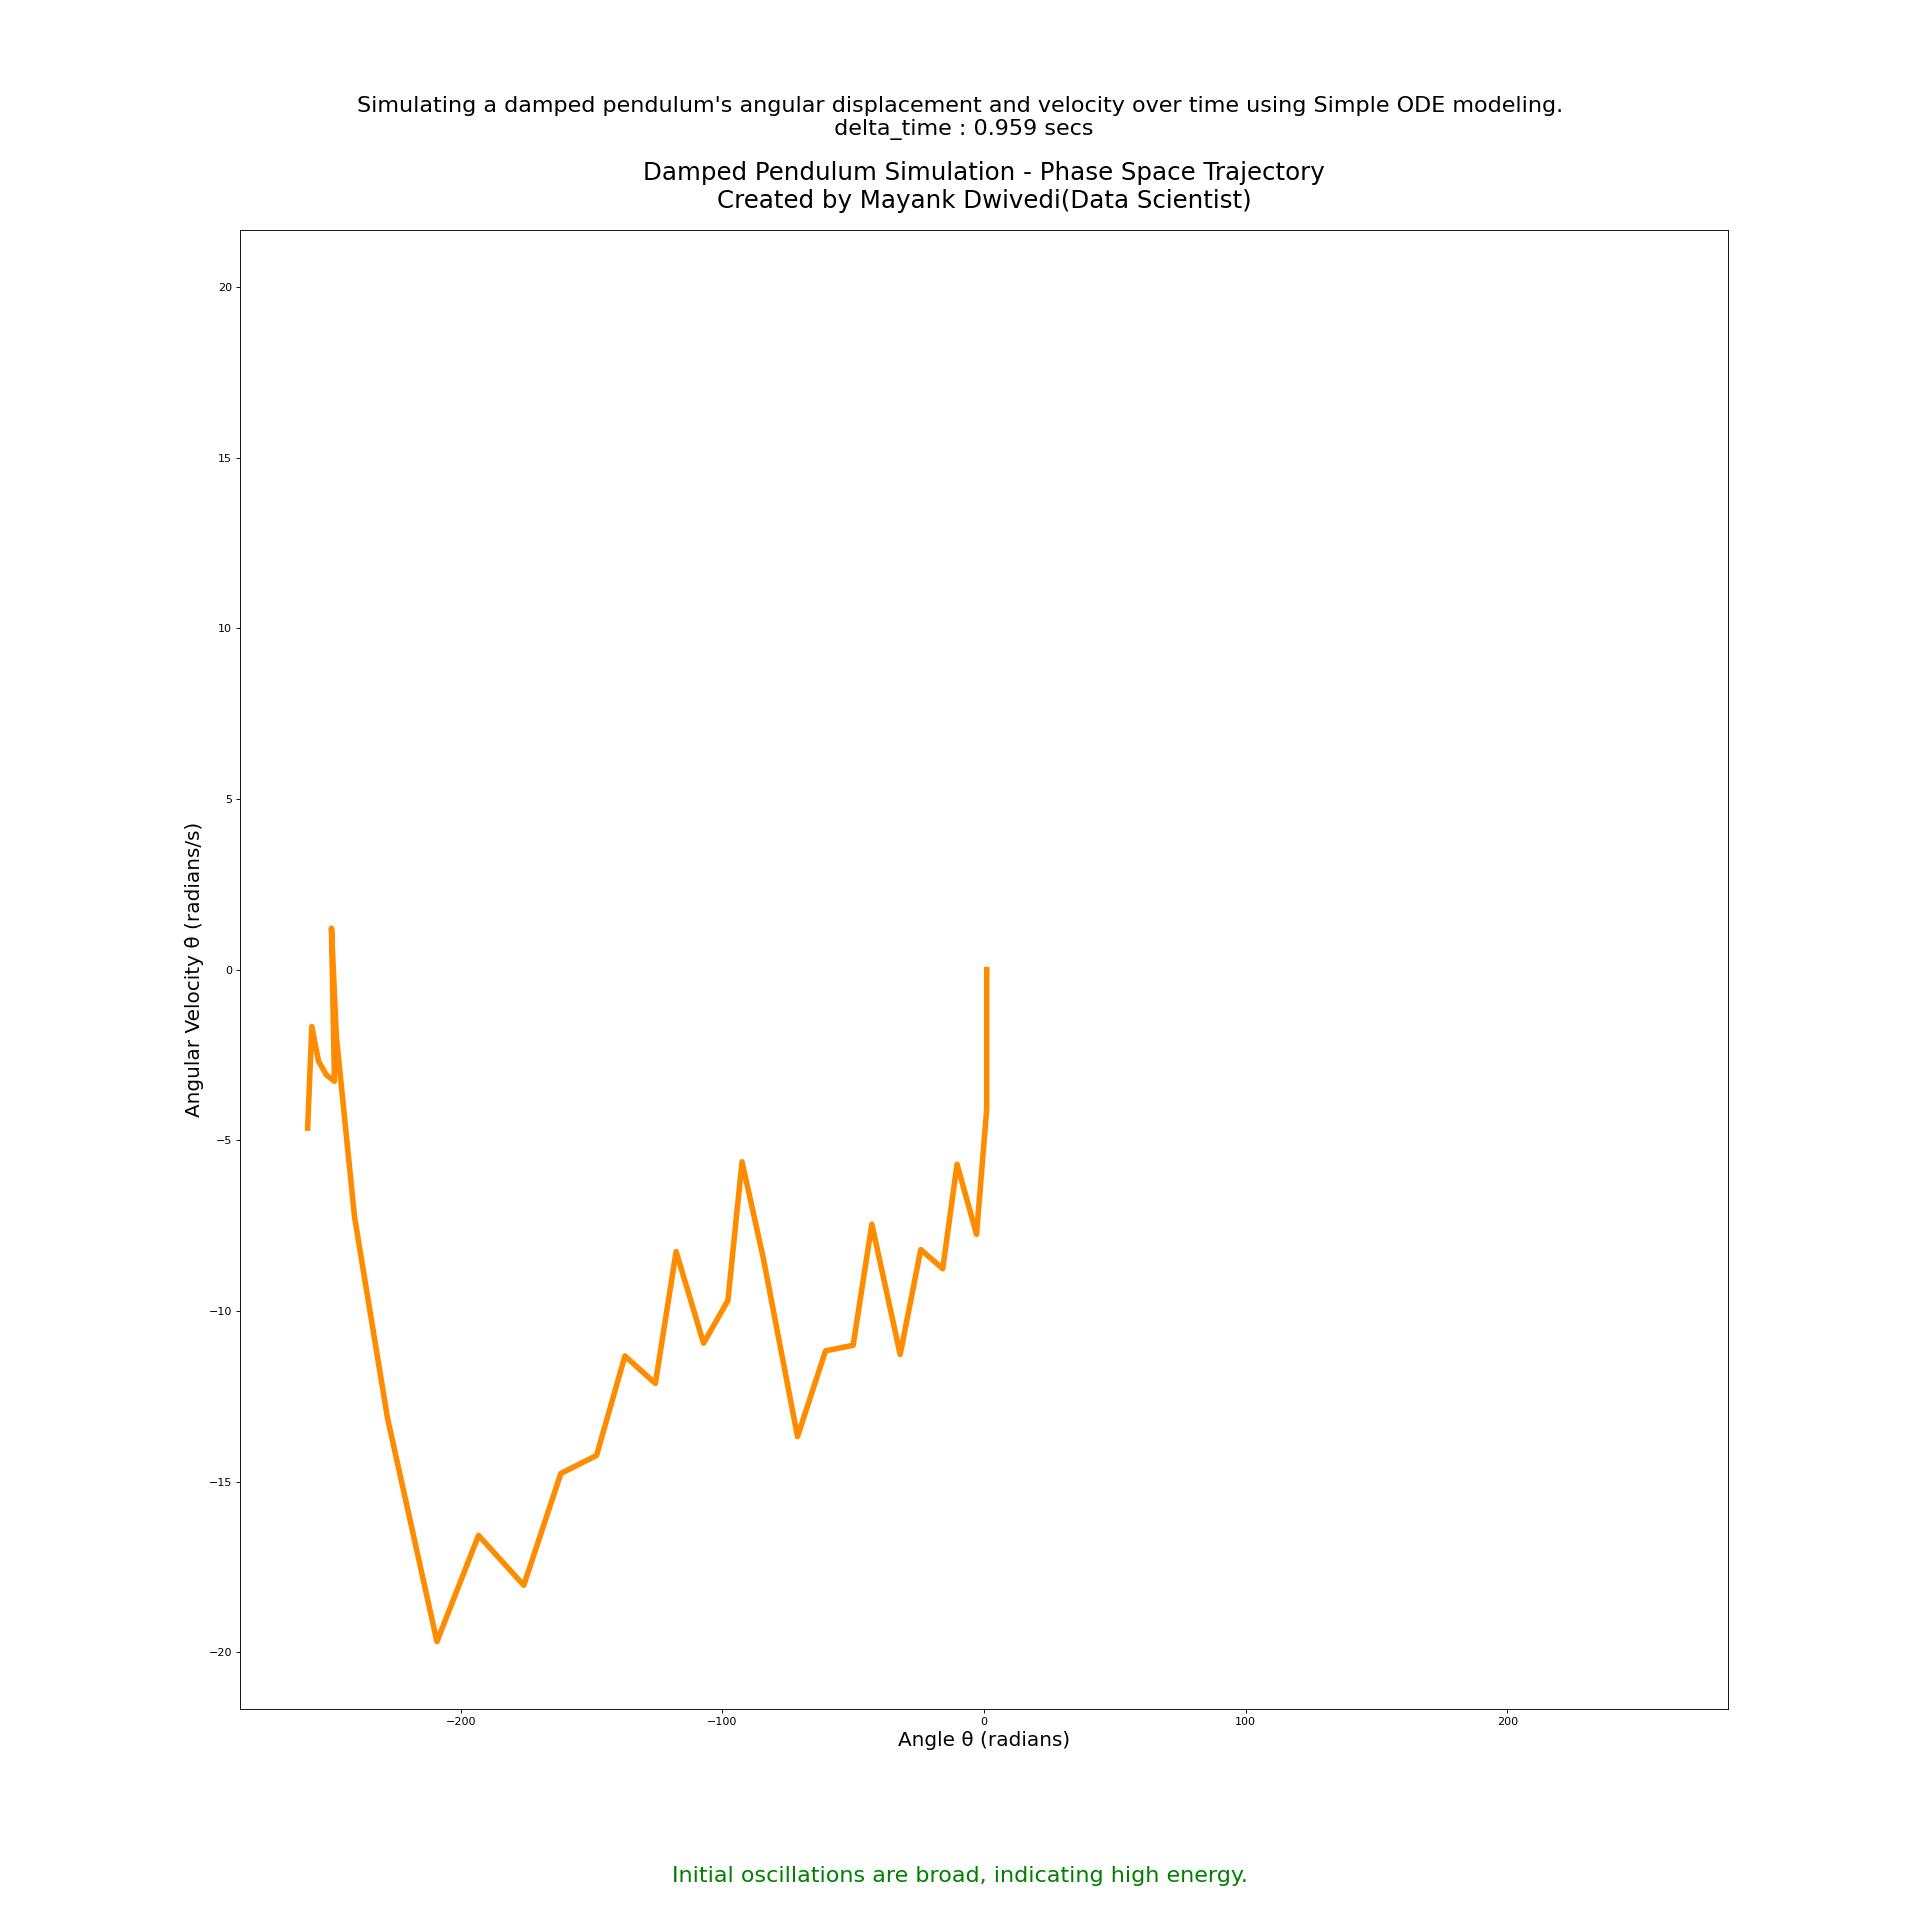 Simulating a damped pendulum's angular displacement and velocity over time using Simple ODE modeling.
delta_time : 0.959 secs
Damped Pendulum Simulation - Phase Space Trajectory
Created by Mayank Dwivedi(Data Scientist)
20
15
10
5
0
−5
−10
−15
−20
Angular Velocity θ (radians/s)
−200
−100
0
100
200
Angle θ (radians)
Initial oscillations are broad, indicating high energy.